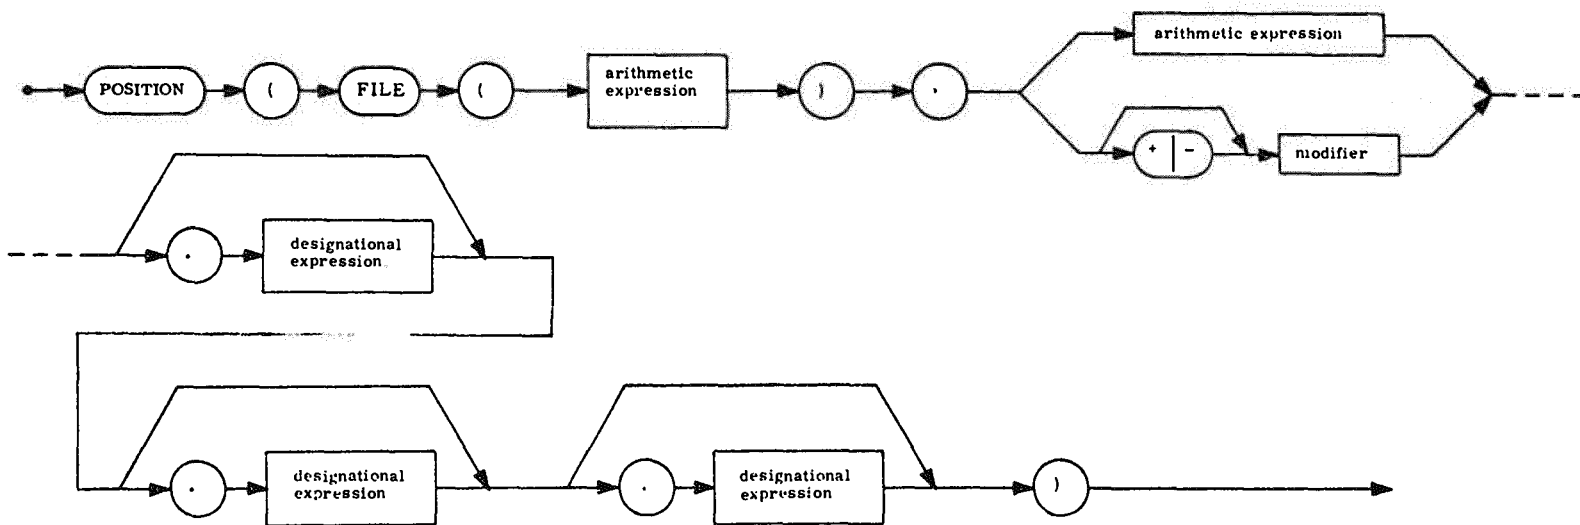 POSITION ( FILE ( arithmetic expression ) , arithmetic expression
+ | - modifier
, designational expression
, designational expression , designational expression )